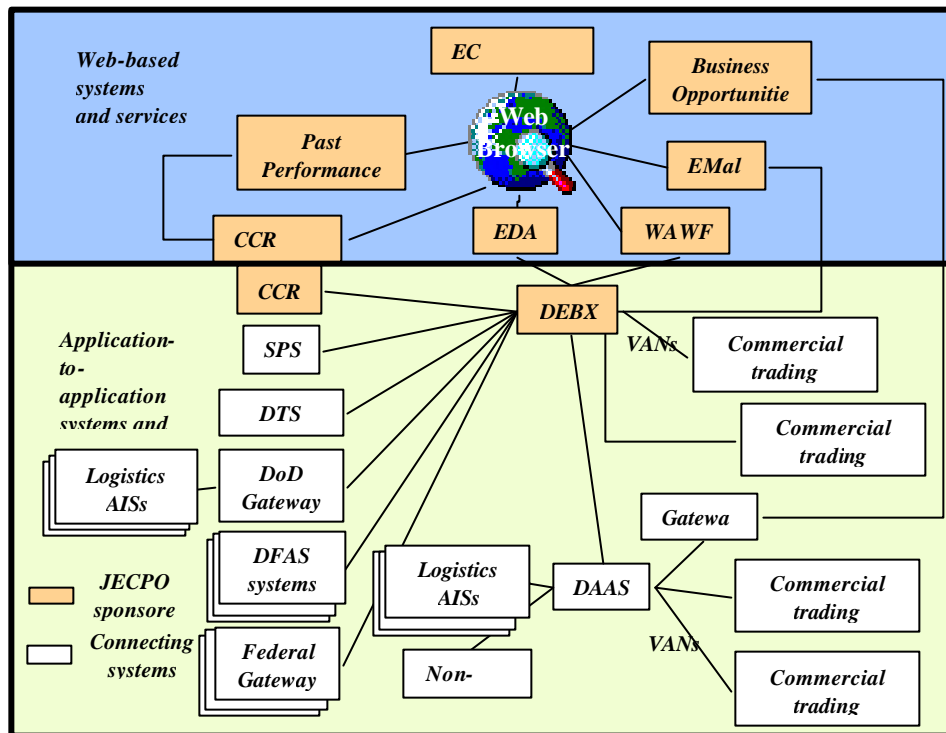 Web-based
systems
and services
EC
Business
Opportunitie
Web
Browser
Past
Performance
EMal
CCR
EDA
WAWF
CCR
DEBX
SPS
VANs
Commercial
trading
Application-
to-
application
systems and
DTS
Commercial
trading
Logistics
AISs
DoD
Gateway
Gatewa
DFAS
systems
Logistics
AISs
DAAS
Commercial
trading
JECPO
sponsore
Connecting
systems
Federal
Gateway
Non-
VANs
Commercial
trading